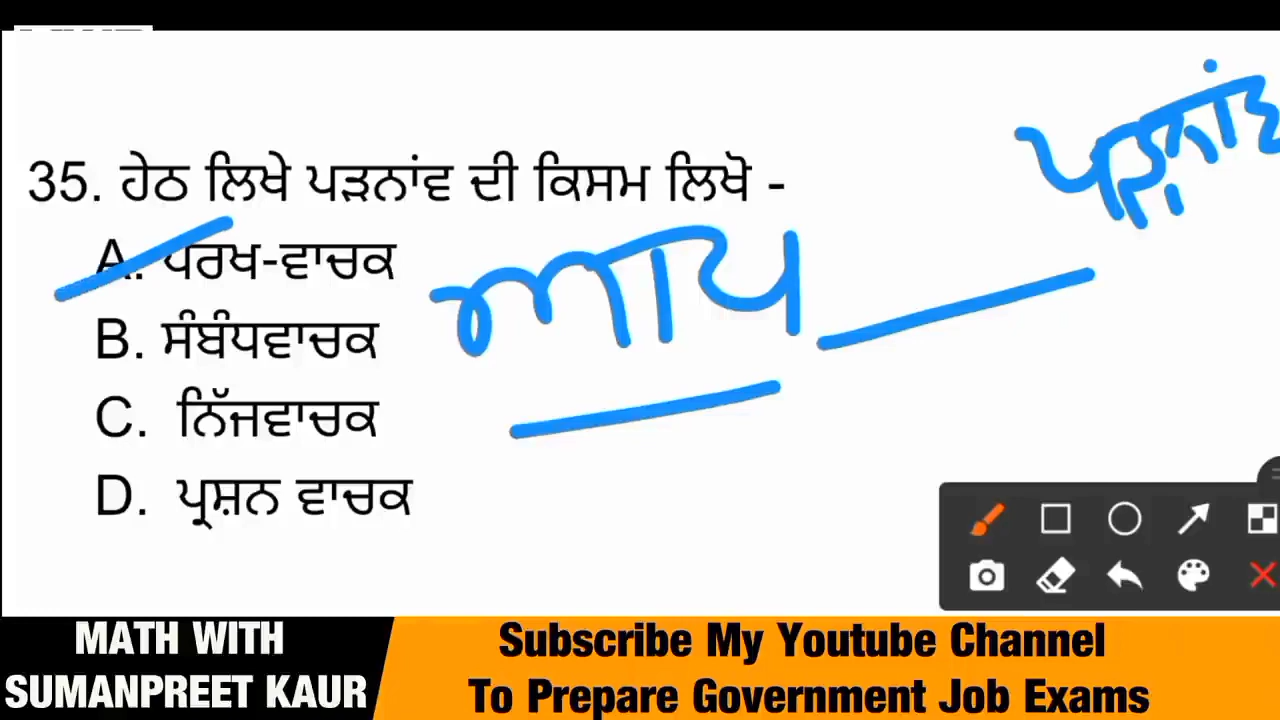 35. ਹੇਠ ਲਿਖੇ ਪੜਨਾਂਵ ਦੀ ਕਿਸਮ ਲਿਖੋ -
ਪੜਨਾਂਵ
A. ਪਰਖ-ਵਾਚਕ
ਆਪ
B. ਸੰਬੰਧਵਾਚਕ
C. ਨਿੱਜਵਾਚਕ
D. ਪ੍ਰਸ਼ਨ ਵਾਚਕ
MATH WITH
SUMANPREET KAUR
Subscribe My Youtube Channel
To Prepare Government Job Exams